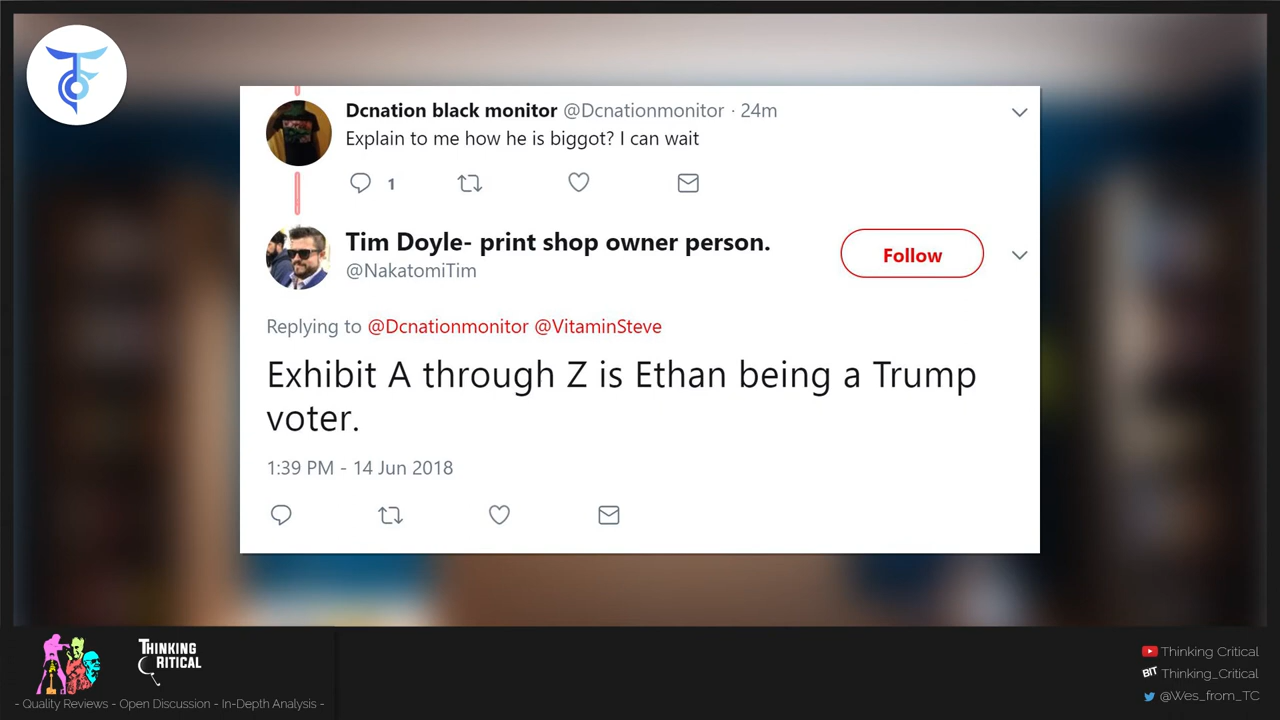 Dcnation black monitor @Dcnationmonitor · 24m
Explain to me how he is biggot? I can wait
1
Tim Doyle- print shop owner person.
@NakatomiTim
Follow
Replying to @Dcnationmonitor @VitaminSteve
Exhibit A through Z is Ethan being a Trump
voter.
1:39 PM - 14 Jun 2018
THINKING
CRITICAL
- Quality Reviews - Open Discussion - In-Depth Analysis -
Thinking Critical
BIT Thinking_Critical
@Wes_from_TC